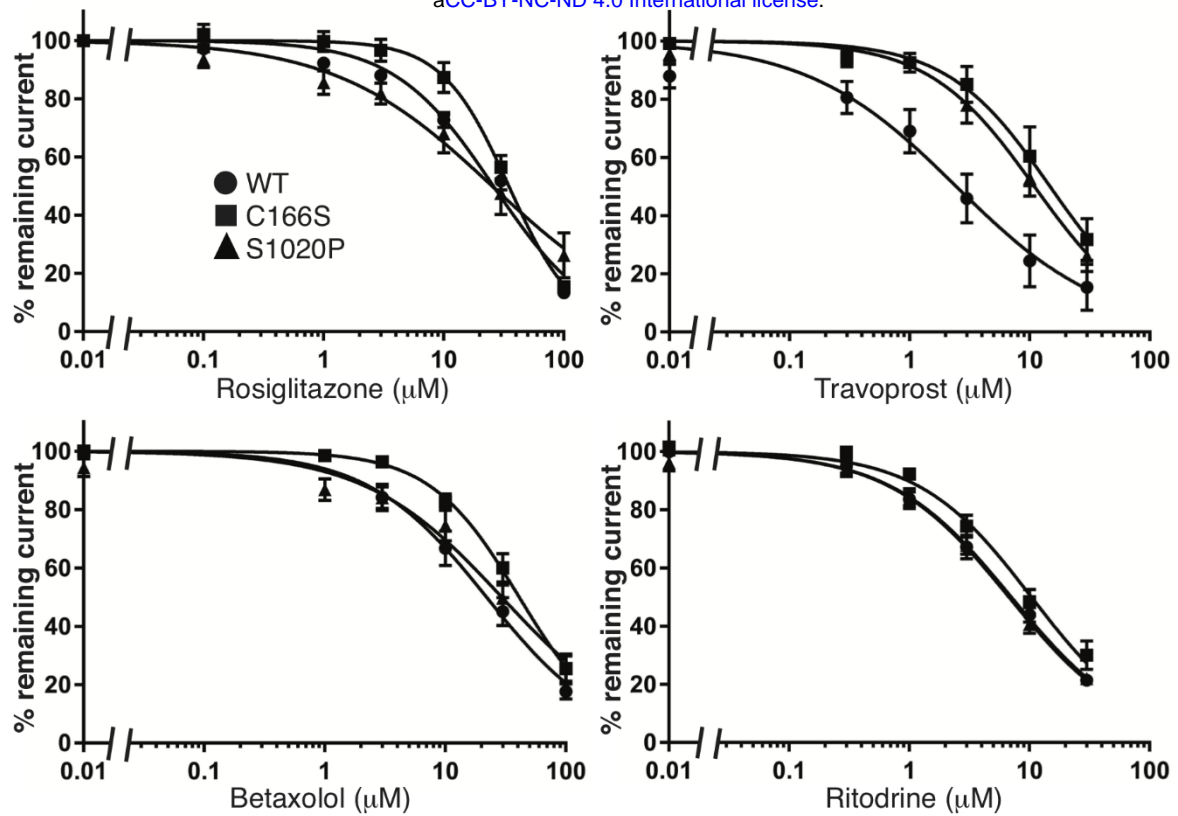 aCC-BY-NC-ND 4.0 International license.
% remaining current
100
80
60
40
20
0
WT
C166S
S1020P
0.01 0.1 1 10 100
Rosiglitazone (μM)
% remaining current
100
80
60
40
20
0
0.01 0.1 1 10 100
Travoprost (μM)
% remaining current
100
80
60
40
20
0
0.01 0.1 1 10 100
Betaxolol (μM)
% remaining current
100
80
60
40
20
0
0.01 0.1 1 10 100
Ritodrine (μM)